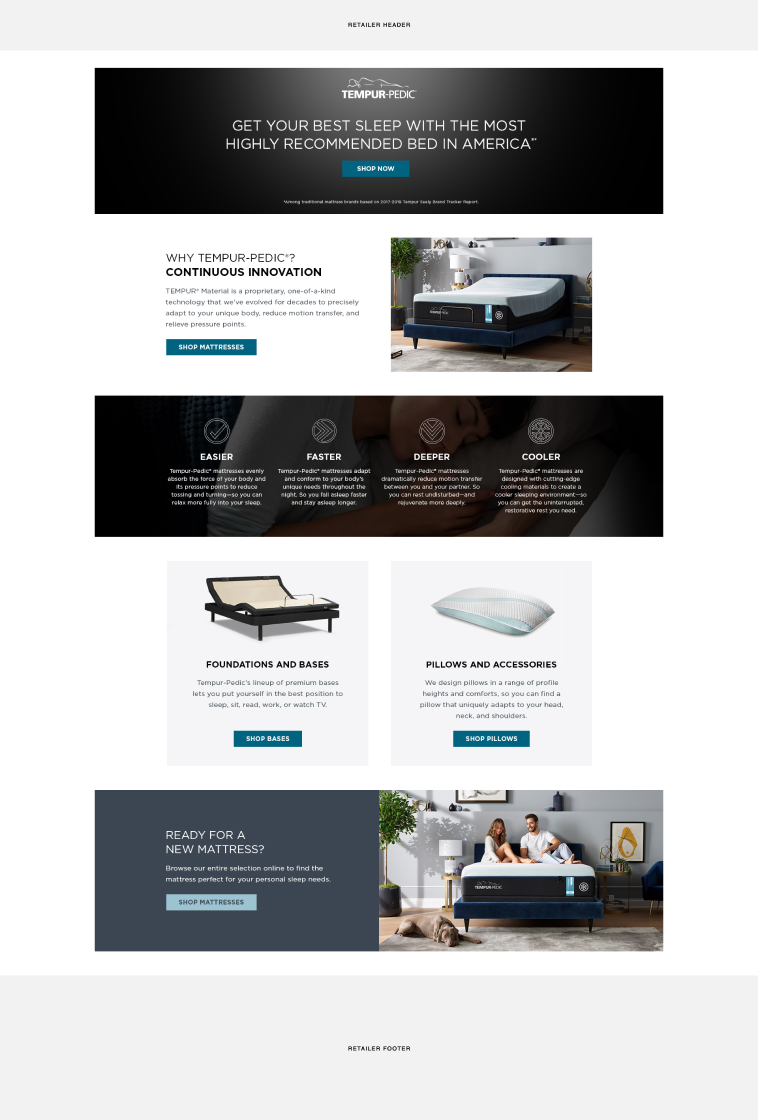 RETAILER HEADER
TEMPUR-PEDIC®
GET YOUR BEST SLEEP WITH THE MOST
HIGHLY RECOMMENDED BED IN AMERICA™*
SHOP NOW
*Among traditional mattress brands based on 2017-2019 Tempur Sealy Brand Tracker Report.
WHY TEMPUR-PEDIC®?
CONTINUOUS INNOVATION
TEMPUR® Material is a proprietary, one-of-a-kind
technology that we've evolved for decades to precisely
adapt to your unique body, reduce motion transfer, and
relieve pressure points.
SHOP MATTRESSES
TEMPUR-PEDIC
EASIER
Tempur-Pedic® mattresses evenly
absorb the force of your body and
its pressure points to reduce
tossing and turning—so you can
relax more fully into your sleep.
FASTER
Tempur-Pedic® mattresses adapt
and conform to your body's
unique needs throughout the
night. So you fall asleep faster
and stay asleep longer.
DEEPER
Tempur-Pedic® mattresses
dramatically reduce motion transfer
between you and your partner. So
you can rest undisturbed—and
rejuvenate more deeply.
COOLER
Tempur-Pedic® mattresses are
designed with cutting-edge
cooling materials to create a
cooler sleeping environment—so
you can get the uninterrupted,
restorative rest you need.
FOUNDATIONS AND BASES
Tempur-Pedic's lineup of premium bases
lets you put yourself in the best position to
sleep, sit, read, work, or watch TV.
SHOP BASES
PILLOWS AND ACCESSORIES
We design pillows in a range of profile
heights and comforts, so you can find a
pillow that uniquely adapts to your head,
neck, and shoulders.
SHOP PILLOWS
READY FOR A
NEW MATTRESS?
Browse our entire selection online to find the
mattress perfect for your personal sleep needs.
SHOP MATTRESSES
TEMPUR-PEDIC
RETAILER FOOTER